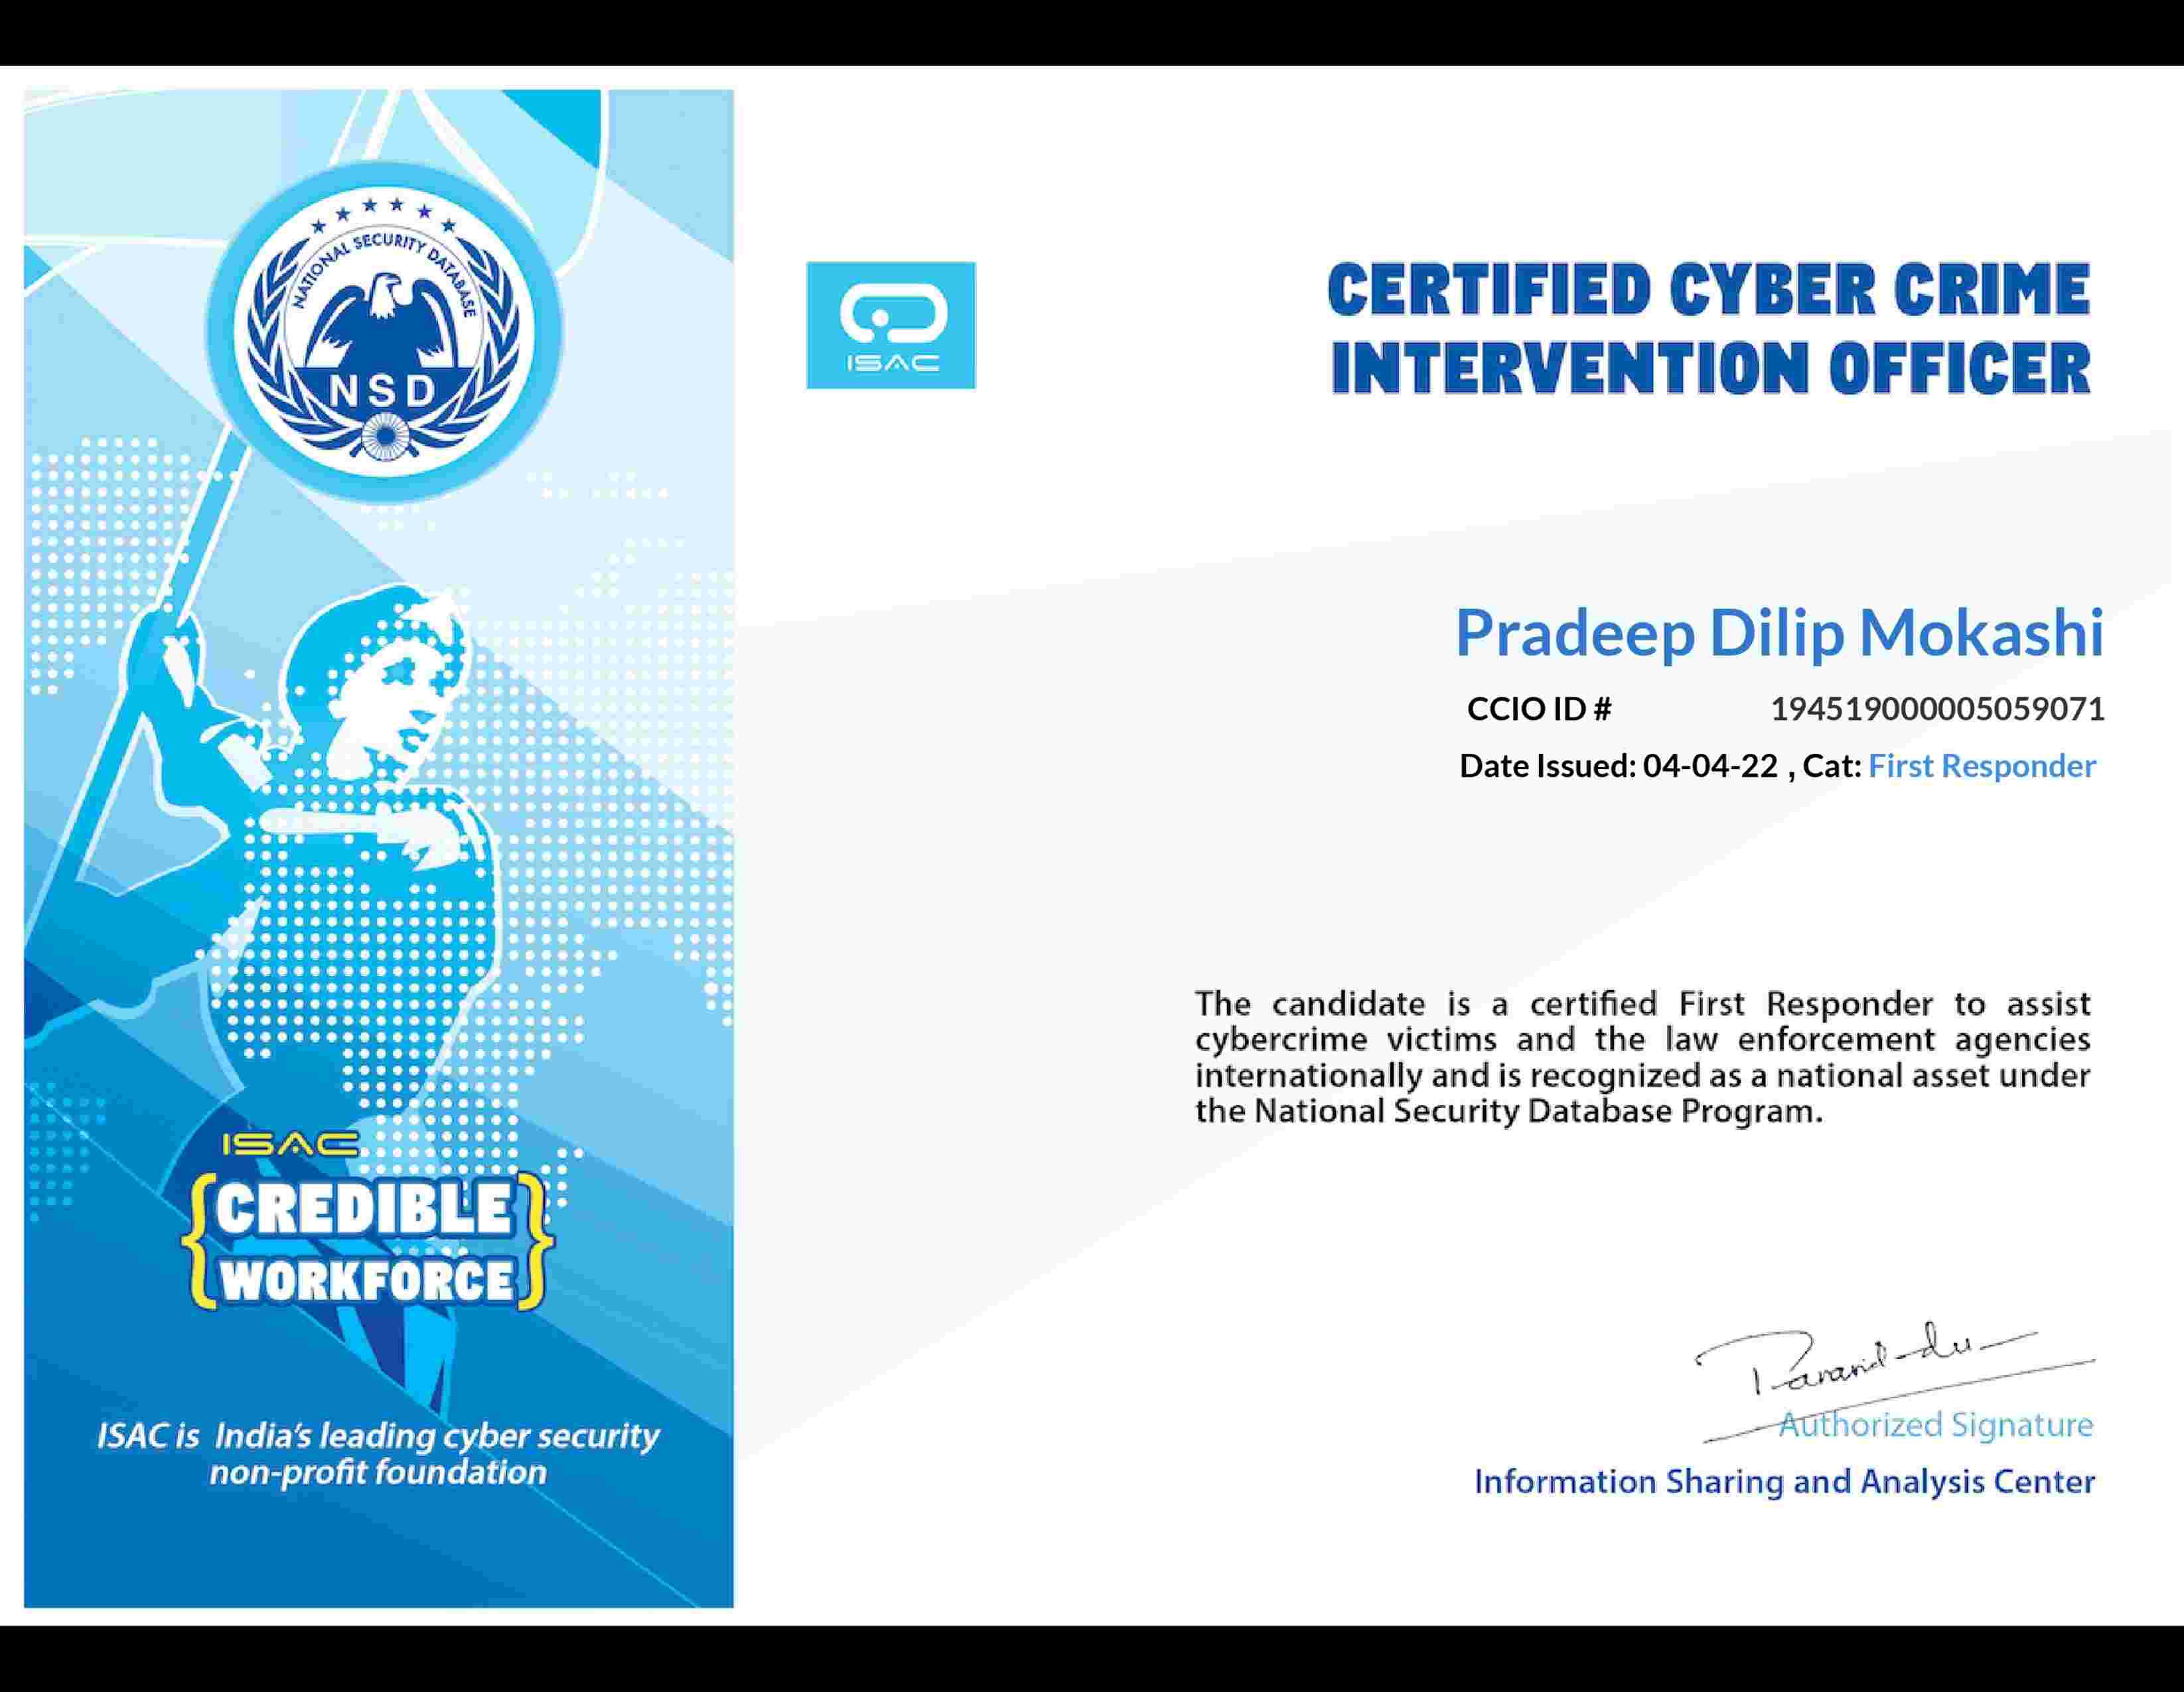 NATIONAL SECURITY DATABASE
NSD
ISAC
CREDIBLE
WORKFORCE
ISAC is India's leading cyber security
non-profit foundation
ISAC
CERTIFIED CYBER CRIME
INTERVENTION OFFICER
Pradeep Dilip Mokashi
CCIO ID # 194519000005059071
Date Issued: 04-04-22 , Cat: First Responder
The candidate is a certified First Responder to assist
cybercrime victims and the law enforcement agencies
internationally and is recognized as a national asset under
the National Security Database Program.
Authorized Signature
Information Sharing and Analysis Center